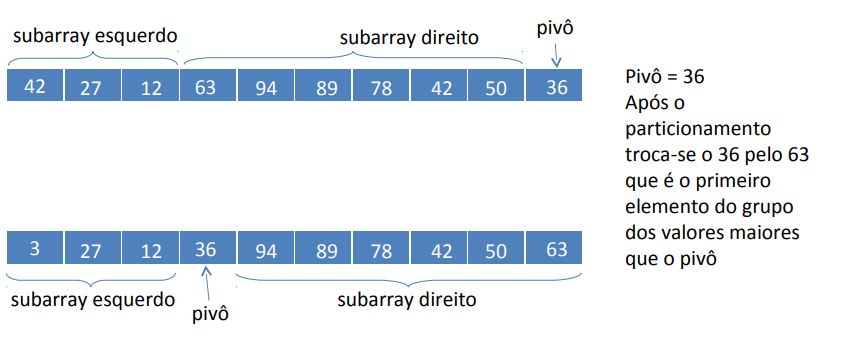 subarray esquerdo
subarray direito
pivô
42 27 12 63 94 89 78 42 50 36
Pivô = 36
Após o
particionamento
troca-se o 36 pelo 63
que é o primeiro
elemento do grupo
dos valores maiores
que o pivô
3 27 12 36 94 89 78 42 50 63
subarray esquerdo
pivô
subarray direito